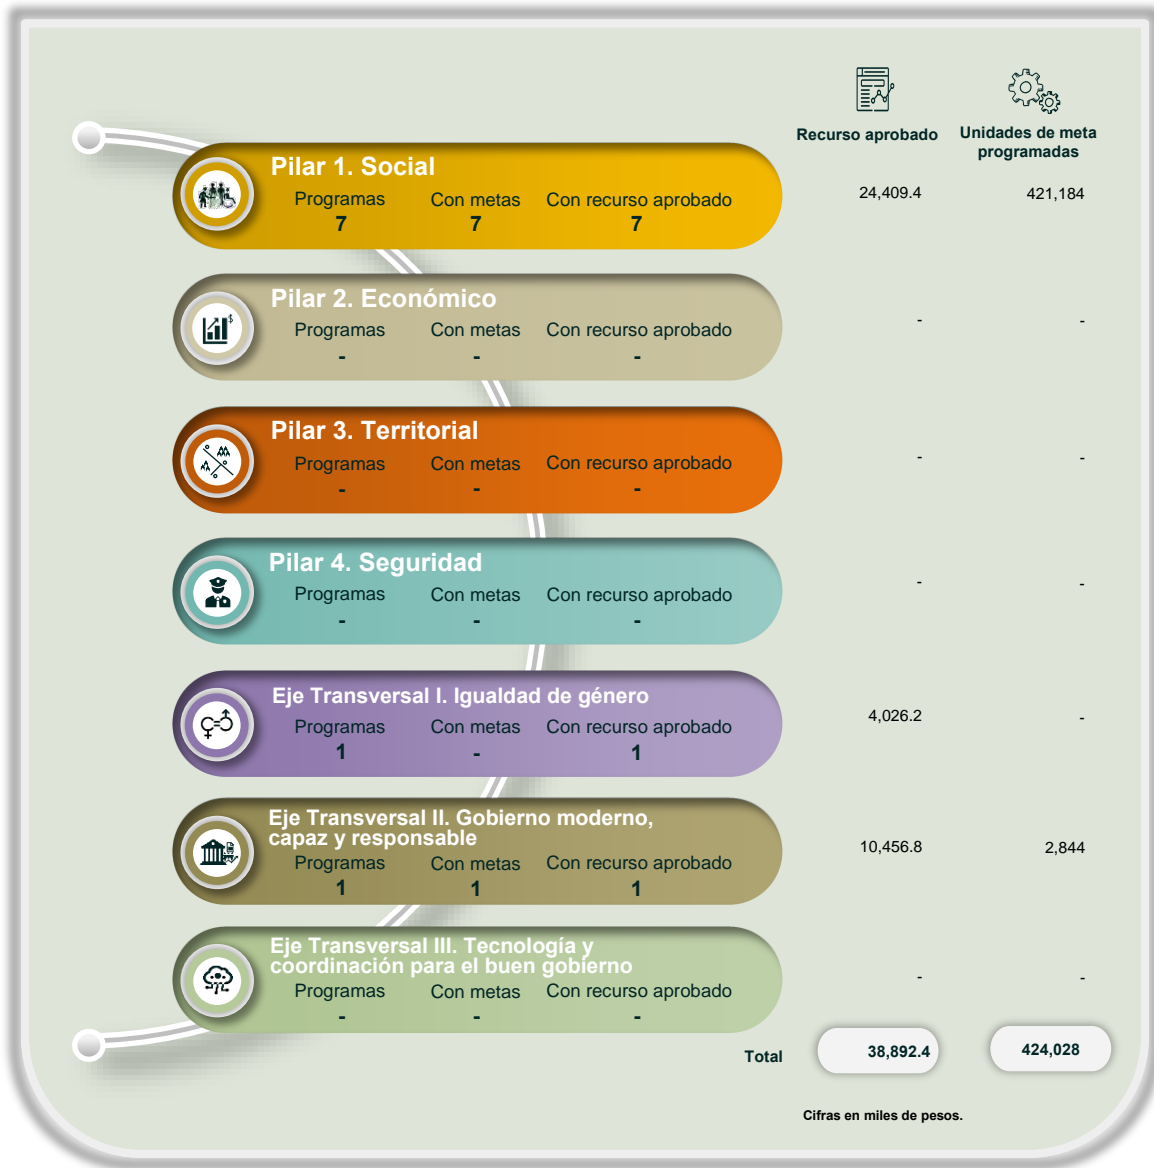 Recurso aprobado
Unidades de meta
programadas
Pilar 1. Social
Programas Con metas Con recurso aprobado
7 7 7
24,409.4 421,184
Pilar 2. Económico
Programas Con metas Con recurso aprobado
- - -
- -
Pilar 3. Territorial
Programas Con metas Con recurso aprobado
- - -
- -
Pilar 4. Seguridad
Programas Con metas Con recurso aprobado
- - -
- -
Eje Transversal I. Igualdad de género
Programas Con metas Con recurso aprobado
1 - 1
4,026.2 -
Eje Transversal II. Gobierno moderno,
capaz y responsable
Programas Con metas Con recurso aprobado
1 1 1
10,456.8 2,844
Eje Transversal III. Tecnología y
coordinación para el buen gobierno
Programas Con metas Con recurso aprobado
- - -
- -
Total 38,892.4 424,028
Cifras en miles de pesos.